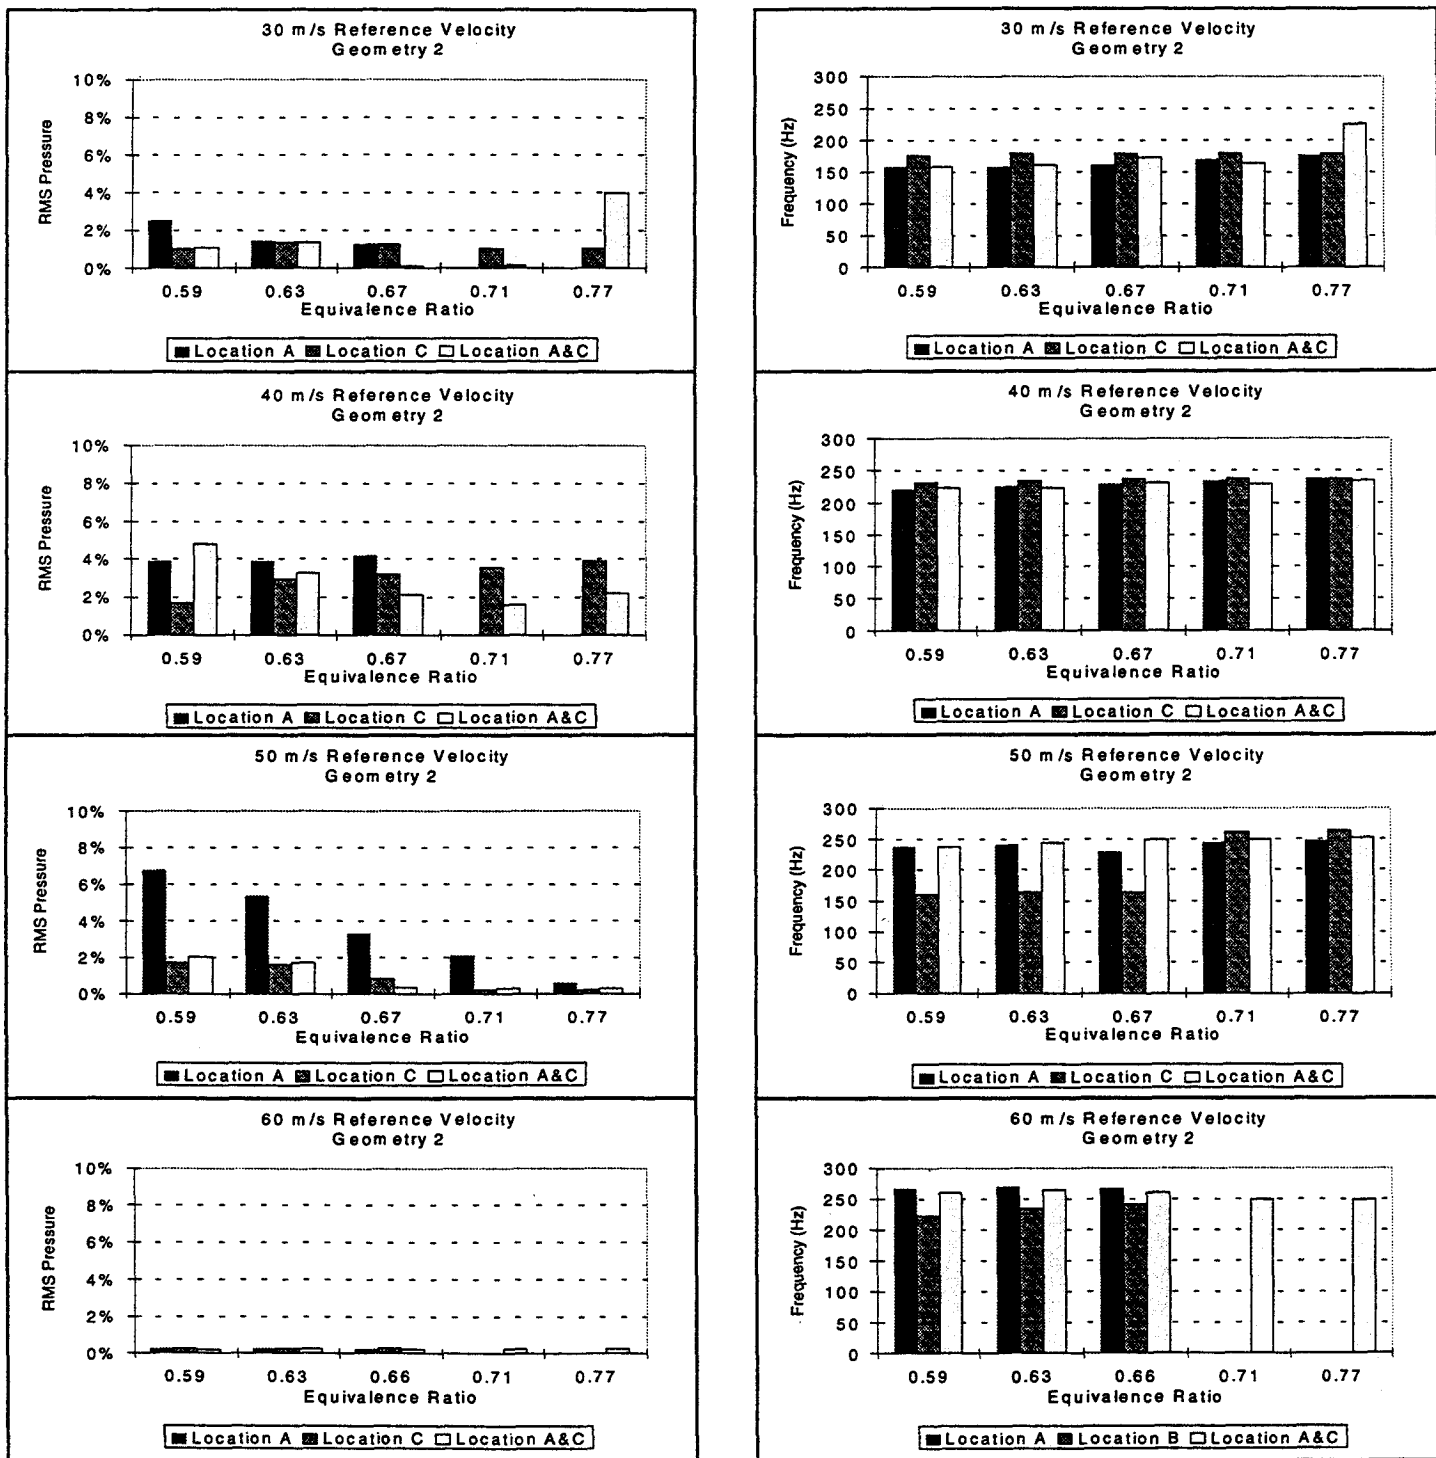 30 m/s Reference Velocity
Geometry 2
10%
8%
6%
4%
2%
0%
RMS Pressure
0.59 0.63 0.67 0.71 0.77
Equivalence Ratio
Location A Location C Location A&C
30 m/s Reference Velocity
Geometry 2
300
250
200
150
100
50
0
Frequency (Hz)
0.59 0.63 0.67 0.71 0.77
Equivalence Ratio
Location A Location C Location A&C
40 m/s Reference Velocity
Geometry 2
10%
8%
6%
4%
2%
0%
RMS Pressure
0.59 0.63 0.67 0.71 0.77
Equivalence Ratio
Location A Location C Location A&C
40 m/s Reference Velocity
Geometry 2
300
250
200
150
100
50
0
Frequency (Hz)
0.59 0.63 0.67 0.71 0.77
Equivalence Ratio
Location A Location C Location A&C
50 m/s Reference Velocity
Geometry 2
10%
8%
6%
4%
2%
0%
RMS Pressure
0.59 0.63 0.67 0.71 0.77
Equivalence Ratio
Location A Location C Location A&C
50 m/s Reference Velocity
Geometry 2
300
250
200
150
100
50
0
Frequency (Hz)
0.59 0.63 0.67 0.71 0.77
Equivalence Ratio
Location A Location C Location A&C
60 m/s Reference Velocity
Geometry 2
10%
8%
6%
4%
2%
0%
RMS Pressure
0.59 0.63 0.66 0.71 0.77
Equivalence Ratio
Location A Location C Location A&C
60 m/s Reference Velocity
Geometry 2
300
250
200
150
100
50
0
Frequency (Hz)
0.59 0.63 0.66 0.71 0.77
Equivalence Ratio
Location A Location B Location A&C